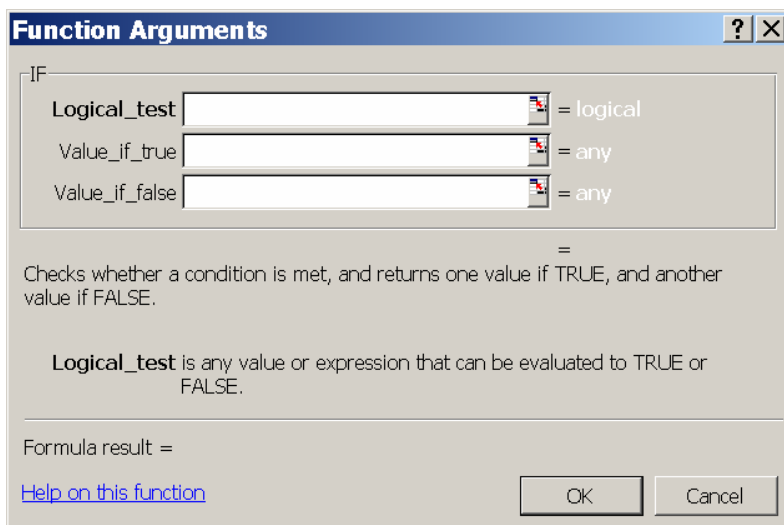 Function Arguments ? X
IF
Logical_test = logical
Value_if_true = any
Value_if_false = any
=
Checks whether a condition is met, and returns one value if TRUE, and another
value if FALSE.
Logical_test is any value or expression that can be evaluated to TRUE or
FALSE.
Formula result =
Help on this function OK Cancel